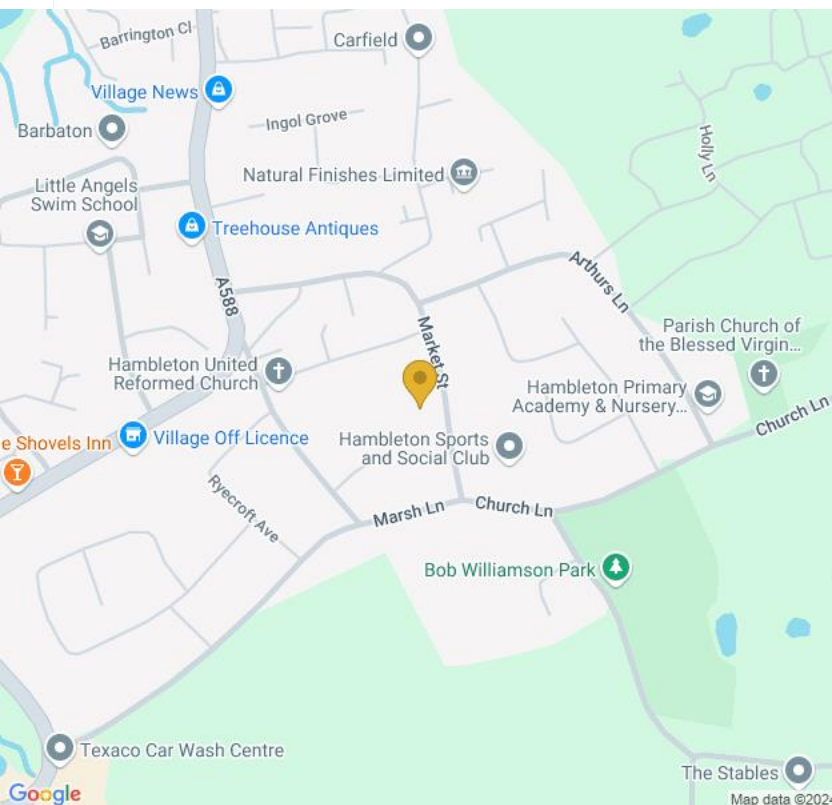 Barrington Cl
Carfield
Village News
Ingol Grove
Barbaton
Holly Ln
Natural Finishes Limited
Little Angels
Swim School
Treehouse Antiques
A588
Arthurs Ln
Market St
Parish Church of
the Blessed Virgin...
Hambleton United
Reformed Church
Hambleton Primary
Academy & Nursery...
Church Ln
e Shovels Inn
Village Off Licence
Hambleton Sports
and Social Club
Ryecroft Ave
Marsh Ln
Church Ln
Bob Williamson Park
Texaco Car Wash Centre
The Stables
Google
Map data ©2024